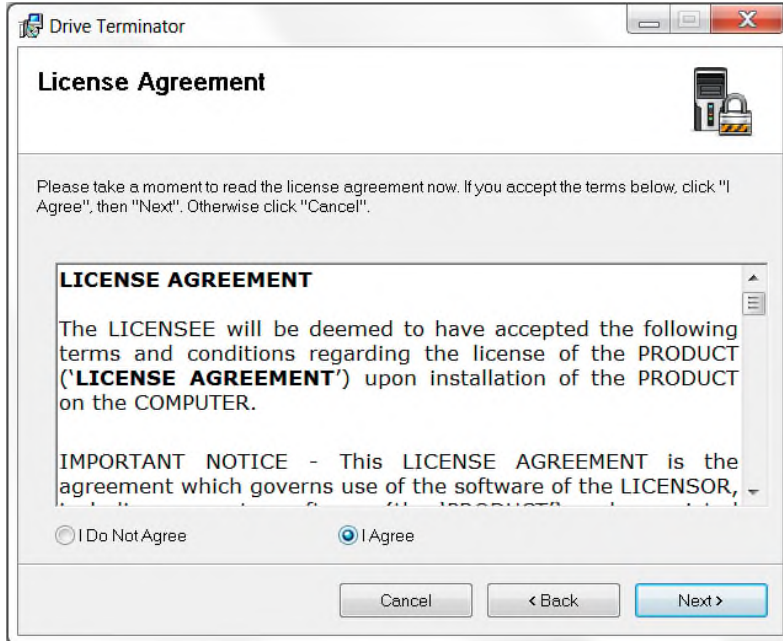 Drive Terminator
License Agreement
Please take a moment to read the license agreement now. If you accept the terms below, click "I
Agree", then "Next". Otherwise click "Cancel".
LICENSE AGREEMENT
The LICENSEE will be deemed to have accepted the following
terms and conditions regarding the license of the PRODUCT
(‘LICENSE AGREEMENT’) upon installation of the PRODUCT
on the COMPUTER.
IMPORTANT NOTICE - This LICENSE AGREEMENT is the
agreement which governs use of the software of the LICENSOR,
I Do Not Agree
I Agree
Cancel
< Back
Next >